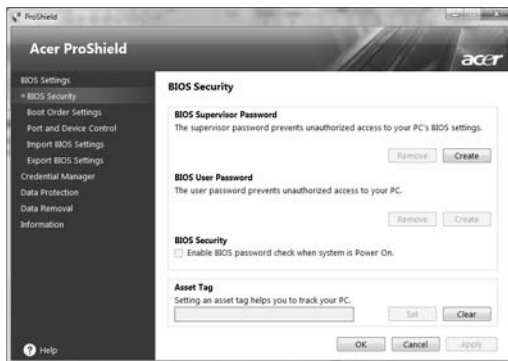 ProShield
Acer ProShield
acer
BIOS Settings
BIOS Security
Boot Order Settings
Port and Device Control
Import BIOS Settings
Export BIOS Settings
Credential Manager
Data Protection
Data Removal
Information
Help
BIOS Security
BIOS Supervisor Password
The supervisor password prevents unauthorized access to your PC's BIOS settings.
Remove Create
BIOS User Password
The user password prevents unauthorized access to your PC.
Remove Create
BIOS Security
Enable BIOS password check when system is Power On.
Asset Tag
Setting an asset tag helps you to track your PC.
Set Clear
OK Cancel Apply